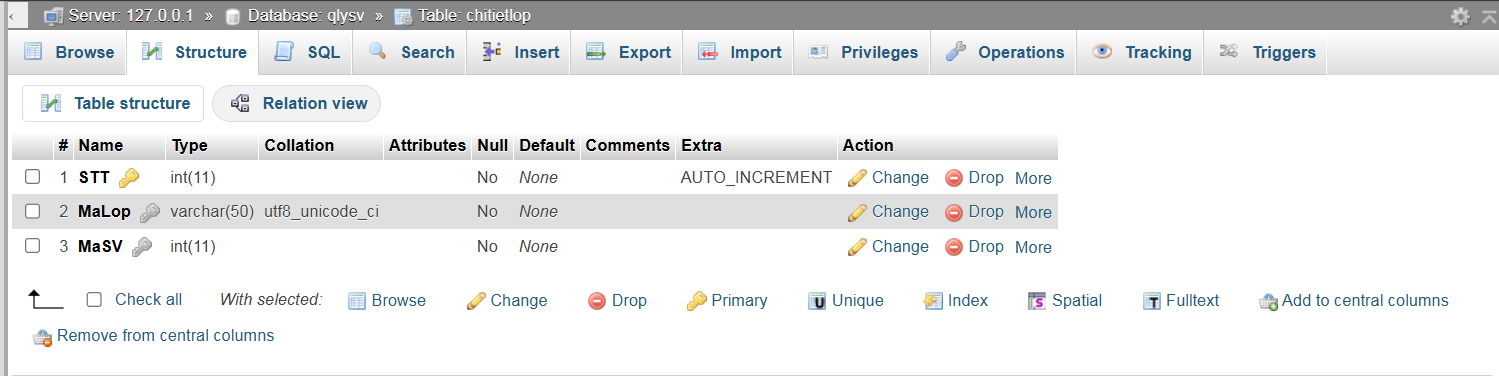 Server: 127.0.0.1 » Database: qlysv » Table: chitietlop
Browse Structure SQL Search Insert Export Import Privileges Operations Tracking Triggers
Table structure Relation view
# Name Type Collation Attributes Null Default Comments Extra Action
1 STT int(11) No None AUTO_INCREMENT Change Drop More
2 MaLop varchar(50) utf8_unicode_ci No None Change Drop More
3 MaSV int(11) No None Change Drop More
Check all With selected: Browse Change Drop Primary Unique Index Spatial Fulltext Add to central columns
Remove from central columns